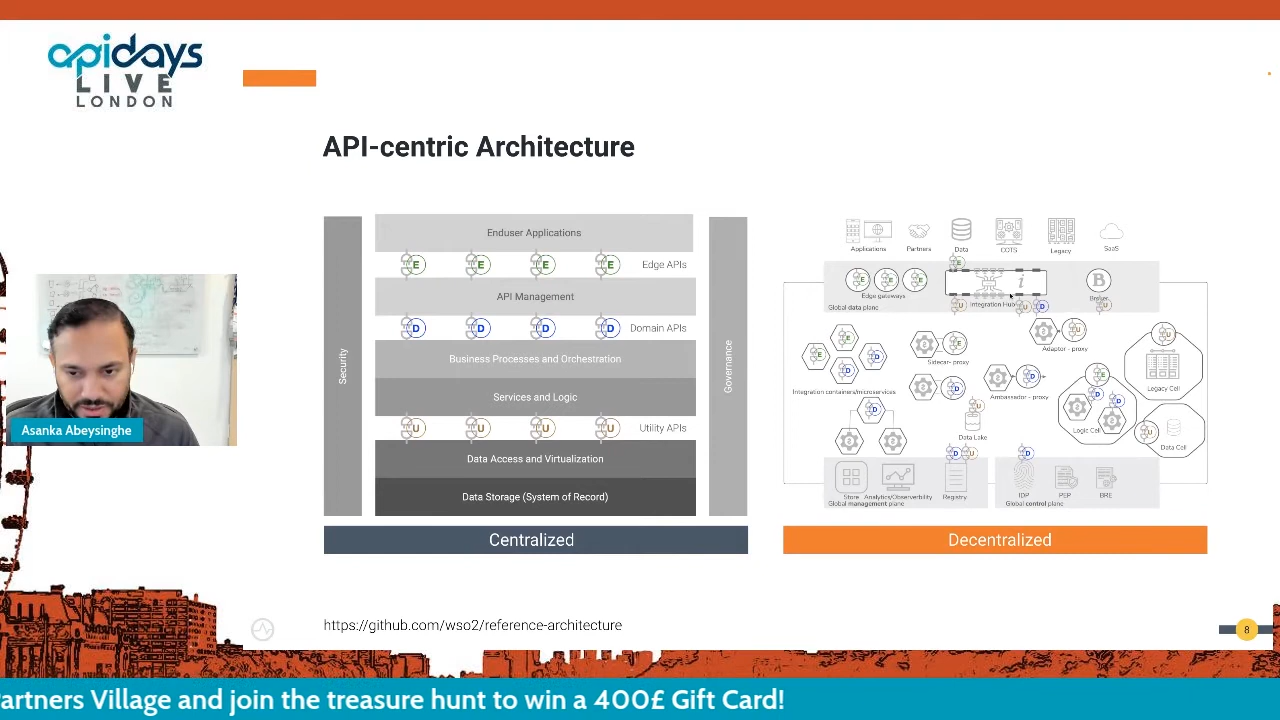 apidays
LIVE
LONDON
API-centric Architecture
Security
Enduser Applications
E E E E Edge APIs
API Management
D D D D Domain APIs
Business Processes and Orchestration
Services and Logic
U U U U Utility APIs
Data Access and Virtualization
Data Storage (System of Record)
Governance
Centralized
Applications Partners Data COTS Legacy SaaS
E
E E E i B
Edge gateways Integration Hub
Global data plane
U U D U
E E D D
Integration containers/microservices
D
E
Sidecar- proxy
D
U
Adaptor - proxy
D
Ambassador - proxy
U
Data Lake
E
D D
Logic Cell
U
Legacy Cell
U
Data Cell
D U D
Store Analytics/Observerbility Registry IDP PEP BRE
Global management plane Global control plane
Decentralized
Asanka Abeysinghe
https://github.com/wso2/reference-architecture
8
artners Village and join the treasure hunt to win a 400£ Gift Card!